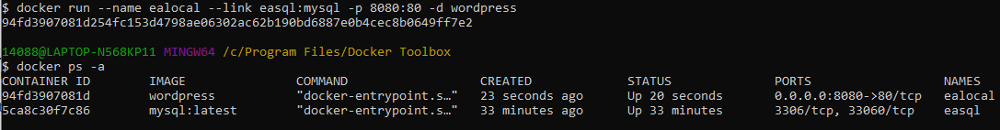 $ docker run --name ealocal --link easql:mysql -p 8080:80 -d wordpress
94fd3907081d254fc153d4798ae06302ac62b190bd6887e0b4cec8b0649ff7e2
14088@LAPTOP-N568KP11 MINGW64 /c/Program Files/Docker Toolbox
$ docker ps -a
CONTAINER ID IMAGE COMMAND CREATED STATUS PORTS NAMES
94fd3907081d wordpress "docker-entrypoint.s…" 23 seconds ago Up 20 seconds 0.0.0.0:8080->80/tcp ealocal
5ca8c30f7c86 mysql:latest "docker-entrypoint.s…" 33 minutes ago Up 33 minutes 3306/tcp, 33060/tcp easql